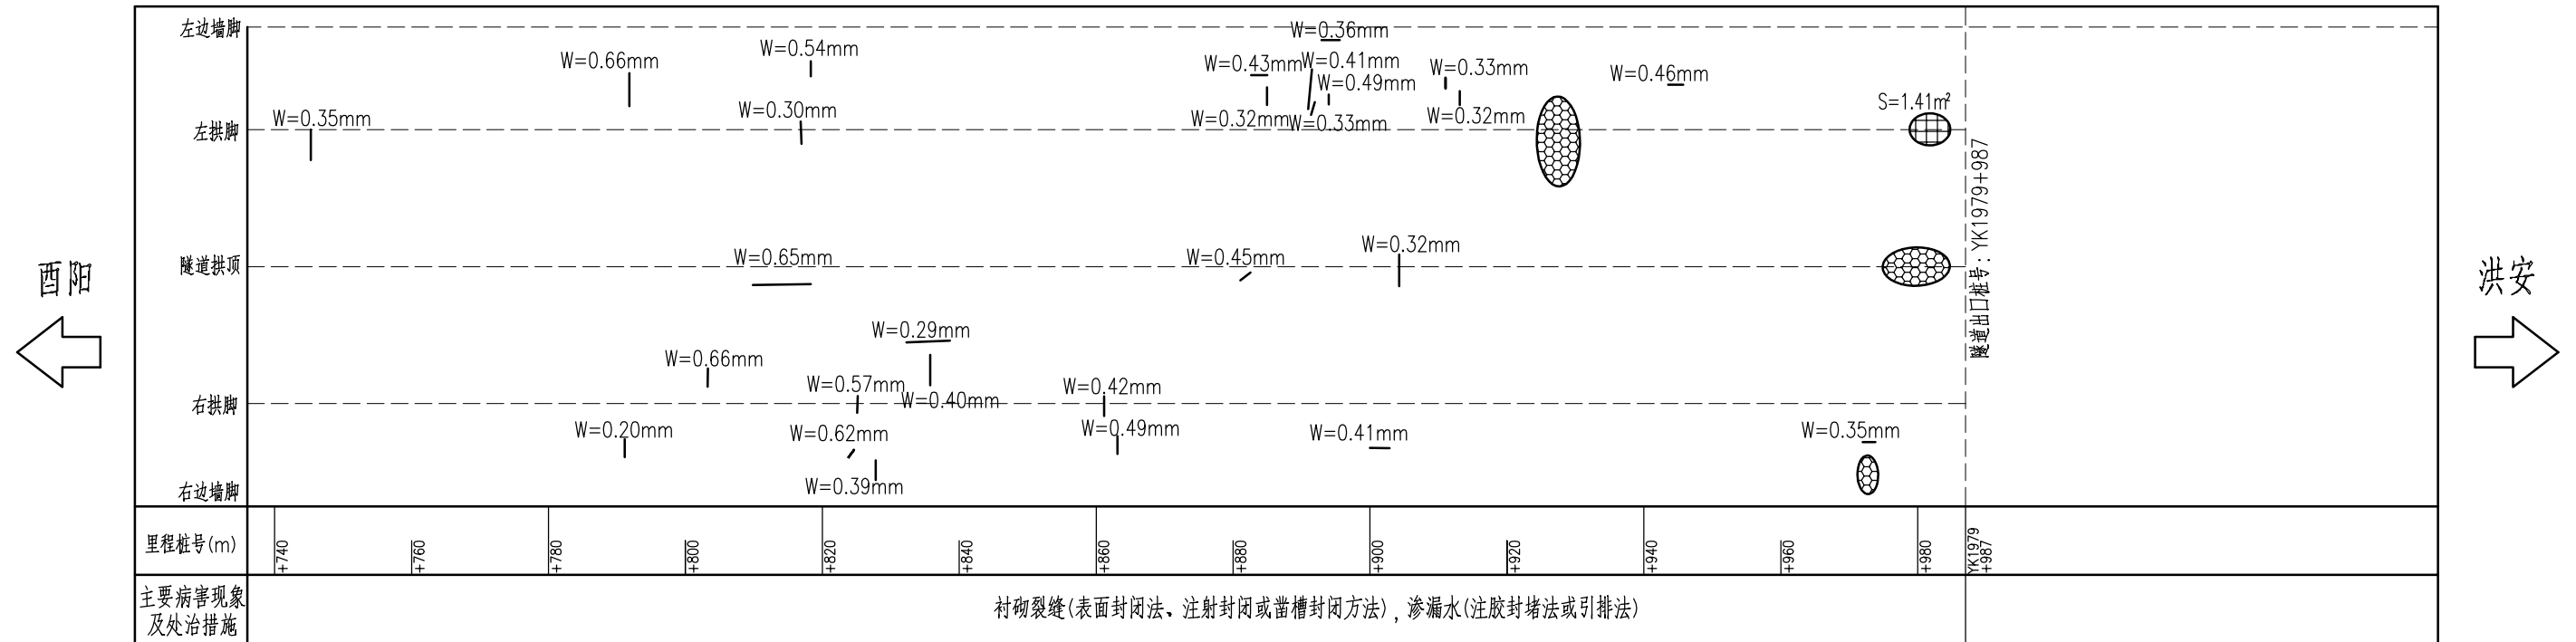 左边墙脚
W=0.36mm
W=0.54mm
W=0.66mm
W=0.43mm
W=0.41mm
W=0.33mm
W=0.46mm
W=0.49mm
S=1.41㎡
W=0.35mm
W=0.30mm
W=0.32mm
W=0.33mm
W=0.32mm
左拱脚
隧道出口桩号：YK1979+987
W=0.32mm
W=0.65mm
W=0.45mm
隧道拱顶
酉阳
洪安
W=0.29mm
W=0.66mm
W=0.57mm
W=0.42mm
W=0.40mm
右拱脚
W=0.20mm
W=0.62mm
W=0.49mm
W=0.41mm
W=0.35mm
W=0.39mm
右边墙脚
里程桩号(m)
+740
+760
+780
+800
+820
+840
+860
+880
+900
+920
+940
+960
+980
YK1979
+987
主要病害现象
及处治措施
衬砌裂缝(表面封闭法、注射封闭或凿槽封闭方法)，渗漏水(注胶封堵法或引排法)